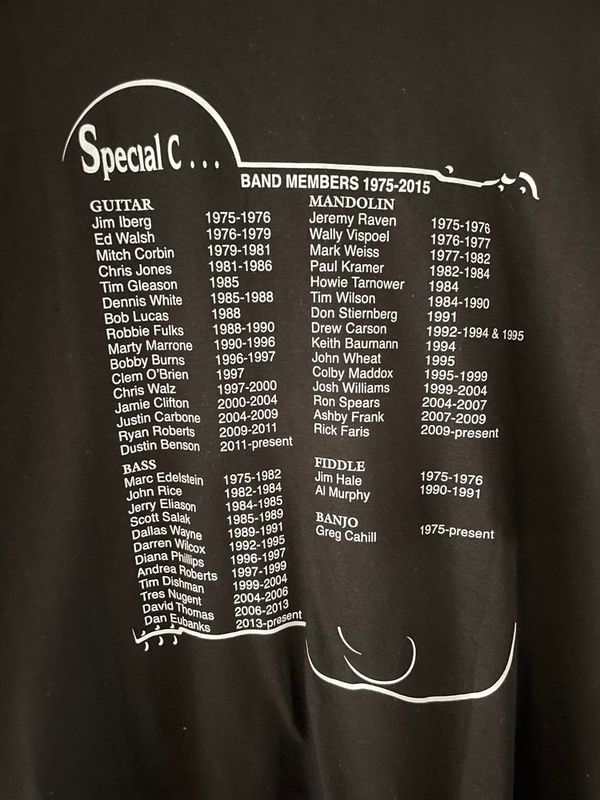 Special C...
BAND MEMBERS 1975-2015
GUITAR
Jim Iberg 1975-1976
Ed Walsh 1976-1979
Mitch Corbin 1979-1981
Chris Jones 1981-1986
Tim Gleason 1985
Dennis White 1985-1988
Bob Lucas 1988
Robbie Fulks 1988-1990
Marty Marrone 1990-1996
Bobby Burns 1996-1997
Clem O'Brien 1997
Chris Walz 1997-2000
Jamie Clifton 2000-2004
Justin Carbone 2004-2009
Ryan Roberts 2009-2011
Dustin Benson 2011-present
BASS
Marc Edelstein 1975-1982
John Rice 1982-1984
Jerry Eliason 1984-1985
Scott Salak 1985-1989
Dallas Wayne 1989-1991
Darren Wilcox 1992-1995
Diana Phillips 1996-1997
Andrea Roberts 1997-1999
Tim Dishman 1999-2004
Tres Nugent 2004-2006
David Thomas 2006-2013
Dan Eubanks 2013-present
MANDOLIN
Jeremy Raven 1975-1976
Wally Vispoel 1976-1977
Mark Weiss 1977-1982
Paul Kramer 1982-1984
Howie Tarnower 1984
Tim Wilson 1984-1990
Don Stiernberg 1991
Drew Carson 1992-1994 & 1995
Keith Baumann 1994
John Wheat 1995
Colby Maddox 1995-1999
Josh Williams 1999-2004
Ron Spears 2004-2007
Ashby Frank 2007-2009
Rick Faris 2009-present
FIDDLE
Jim Hale 1975-1976
Al Murphy 1990-1991
BANJO
Greg Cahill 1975-present